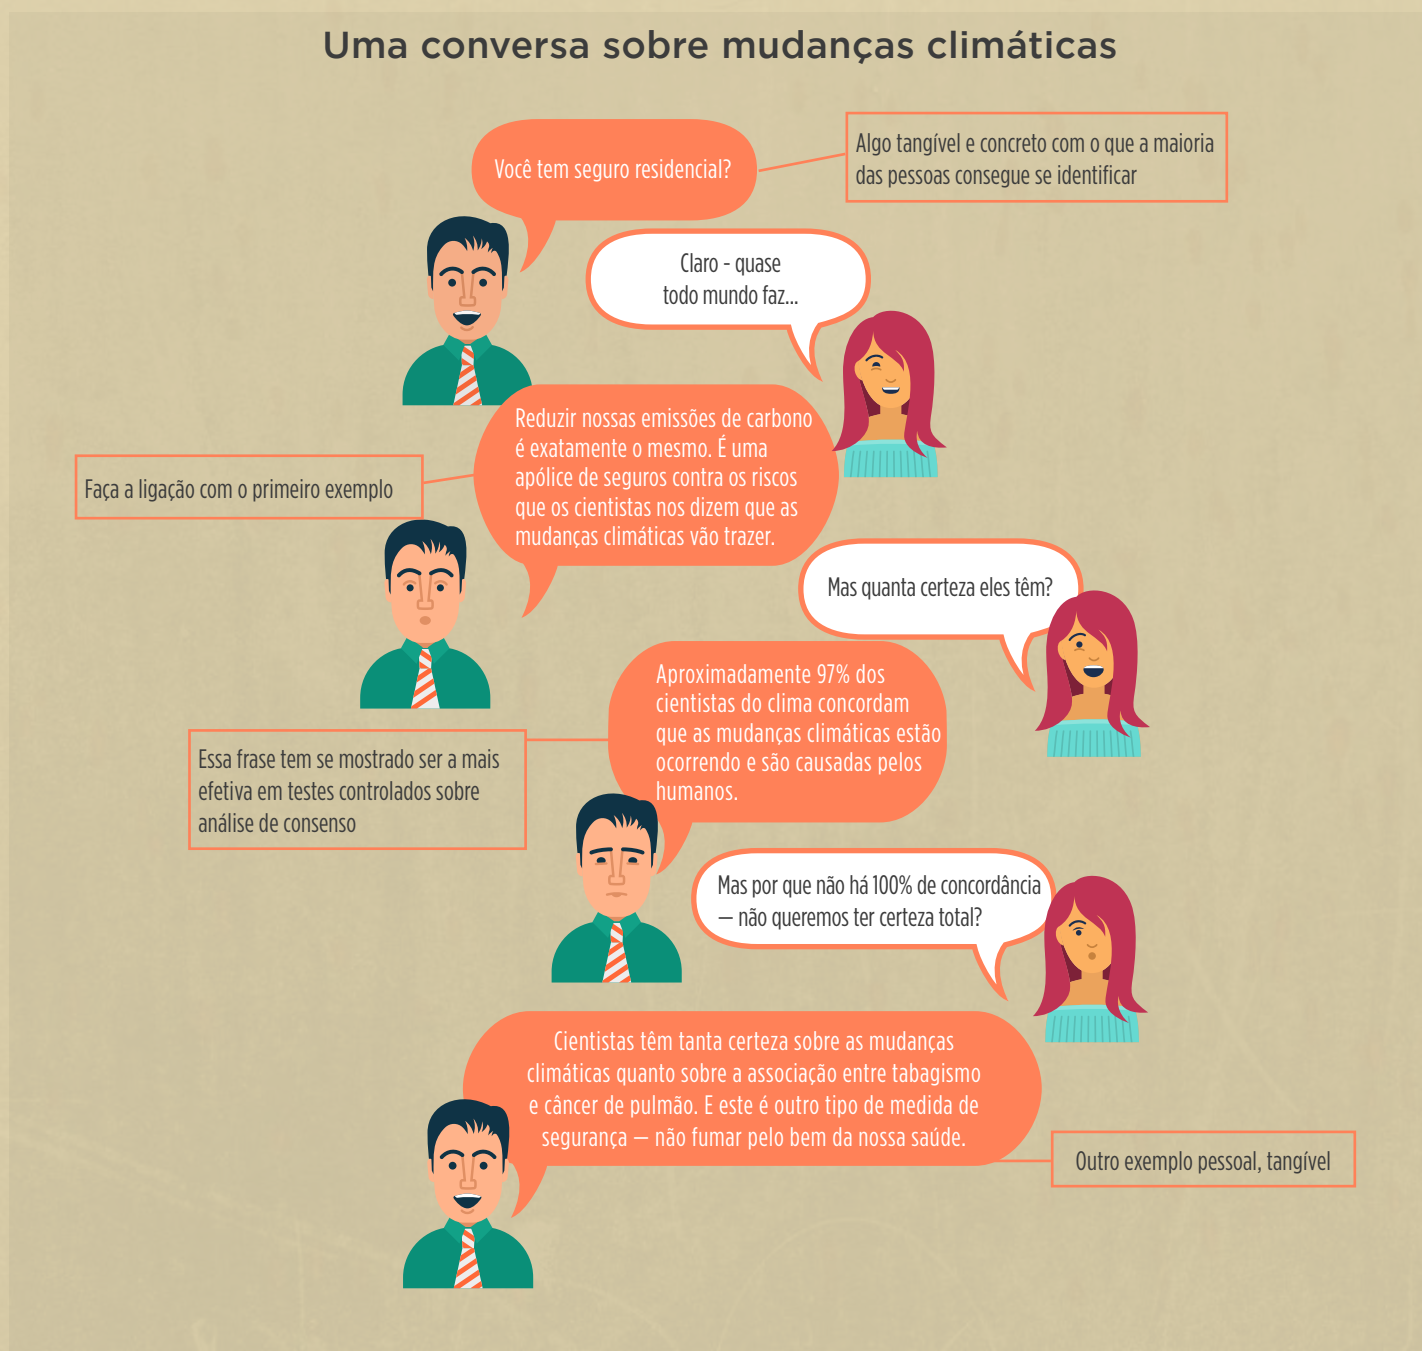 Uma conversa sobre mudanças climáticas
Você tem seguro residencial?
Algo tangível e concreto com o que a maioria
das pessoas consegue se identificar
Claro - quase
todo mundo faz...
Reduzir nossas emissões de carbono
é exatamente o mesmo. É uma
apólice de seguros contra os riscos
que os cientistas nos dizem que as
mudanças climáticas vão trazer.
Faça a ligação com o primeiro exemplo
Mas quanta certeza eles têm?
Aproximadamente 97% dos
cientistas do clima concordam
que as mudanças climáticas estão
ocorrendo e são causadas pelos
humanos.
Essa frase tem se mostrado ser a mais
efetiva em testes controlados sobre
análise de consenso
Mas por que não há 100% de concordância
— não queremos ter certeza total?
Cientistas têm tanta certeza sobre as mudanças
climáticas quanto sobre a associação entre tabagismo
e câncer de pulmão. E este é outro tipo de medida de
segurança — não fumar pelo bem da nossa saúde.
Outro exemplo pessoal, tangível